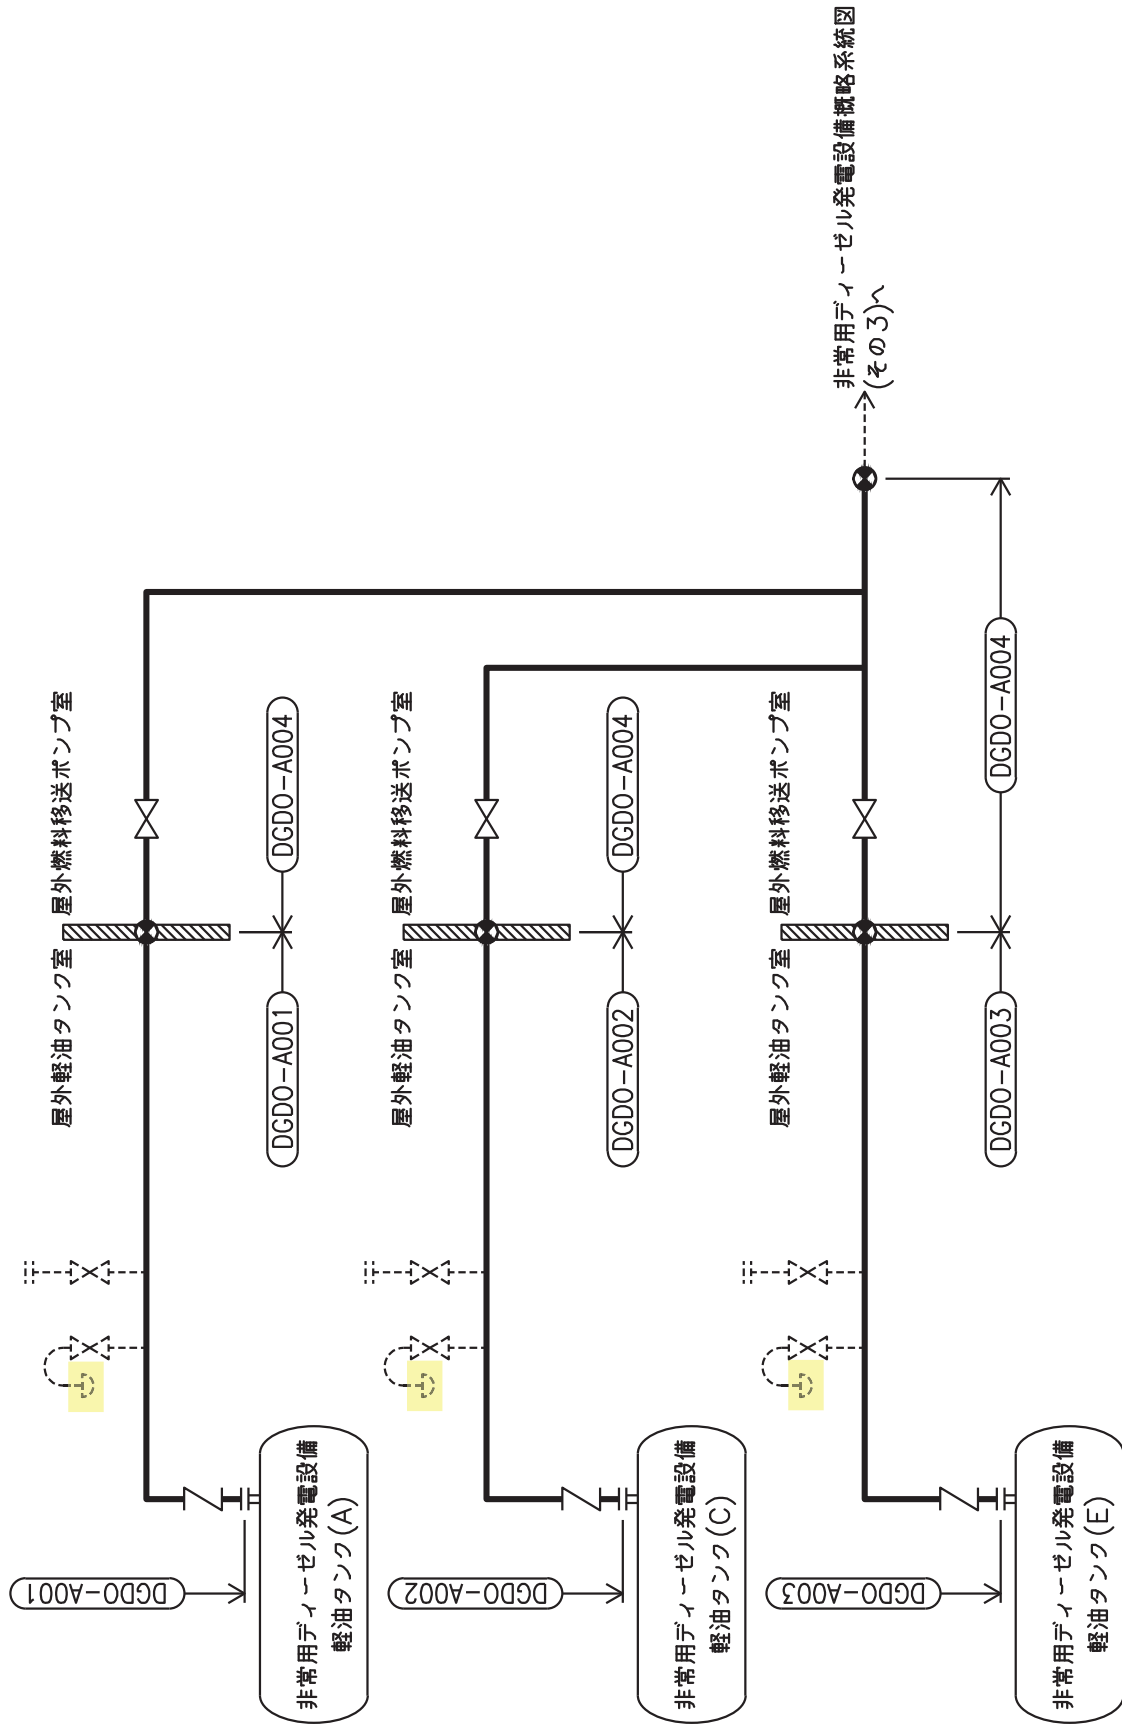 DGDO-A001
非常用ディーゼル発電設備
軽油タンク(A)
屋外軽油タンク室
屋外燃料移送ポンプ室
DGDO-A001
DGDO-A004
DGDO-A002
非常用ディーゼル発電設備
軽油タンク(C)
屋外軽油タンク室
屋外燃料移送ポンプ室
DGDO-A002
DGDO-A004
DGDO-A003
非常用ディーゼル発電設備
軽油タンク(E)
屋外軽油タンク室
屋外燃料移送ポンプ室
DGDO-A003
DGDO-A004
非常用ディーゼル発電設備概略系統図
(その3)へ